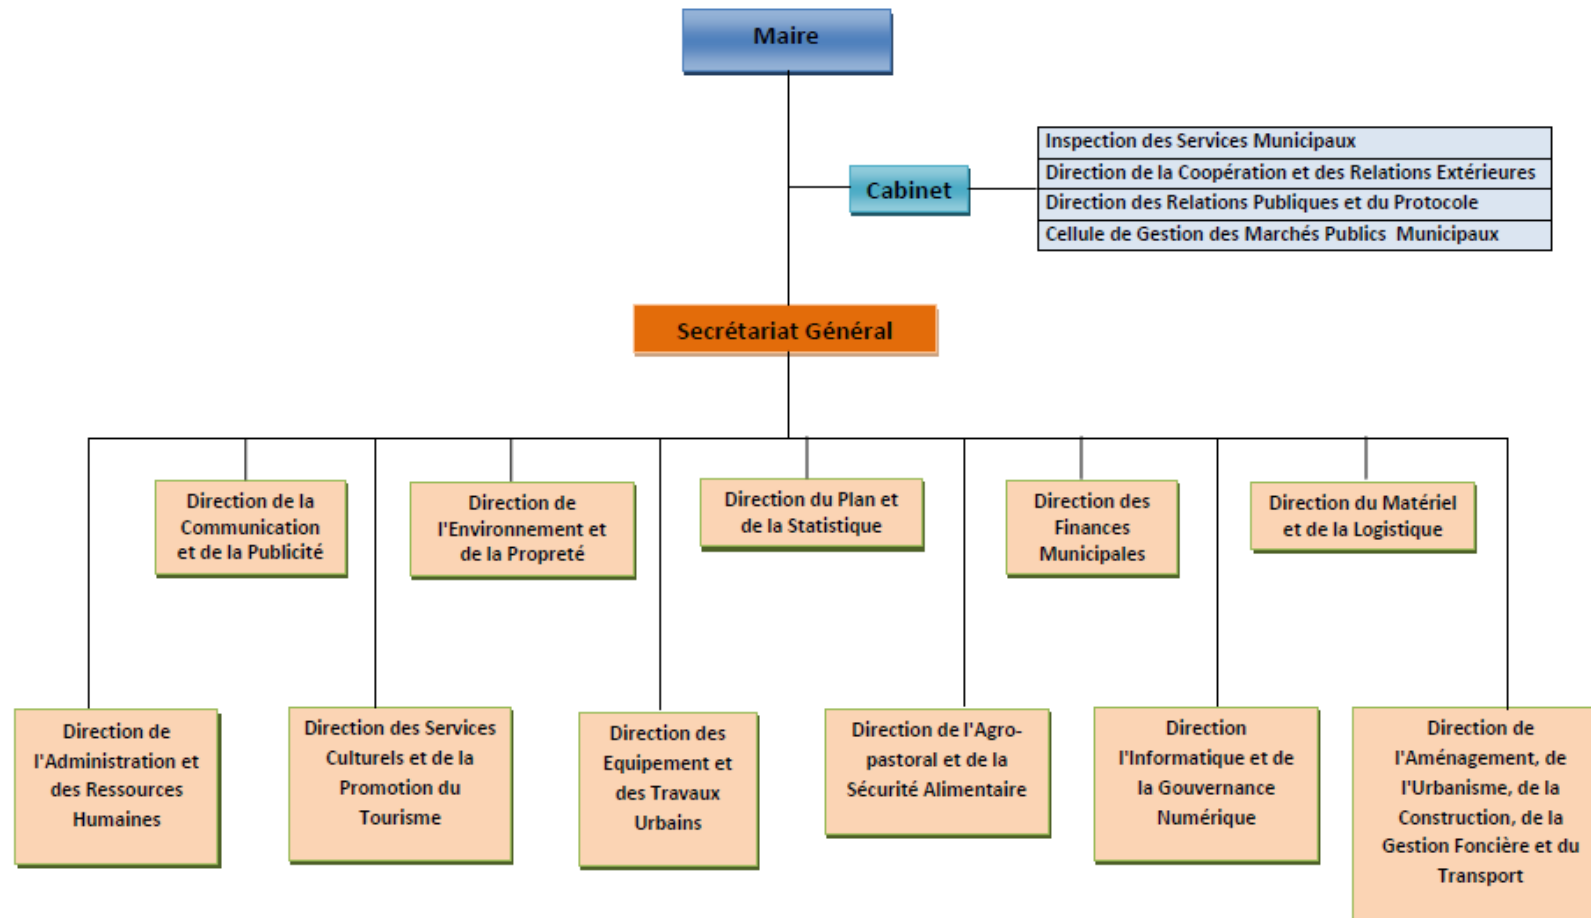 Maire
Inspection des Services Municipaux
Direction de la Coopération et des Relations Extérieures
Cabinet
Direction des Relations Publiques et du Protocole
Cellule de Gestion des Marchés Publics Municipaux
Secrétariat Général
Direction de la
Communication
et de la Publicité
Direction de
l'Environnement et
de la Propreté
Direction du Plan et
de la Statistique
Direction des
Finances
Municipales
Direction du Matériel
et de la Logistique
Direction de
l'Administration et
des Ressources
Humaines
Direction des Services
Culturels et de la
Promotion du
Tourisme
Direction des
Equipement et
des Travaux
Urbains
Direction de l'Agro-
pastoral et de la
Sécurité Alimentaire
Direction
l'Informatique et de
la Gouvernance
Numérique
Direction de
l'Aménagement, de
l'Urbanisme, de la
Construction, de la
Gestion Foncière et du
Transport